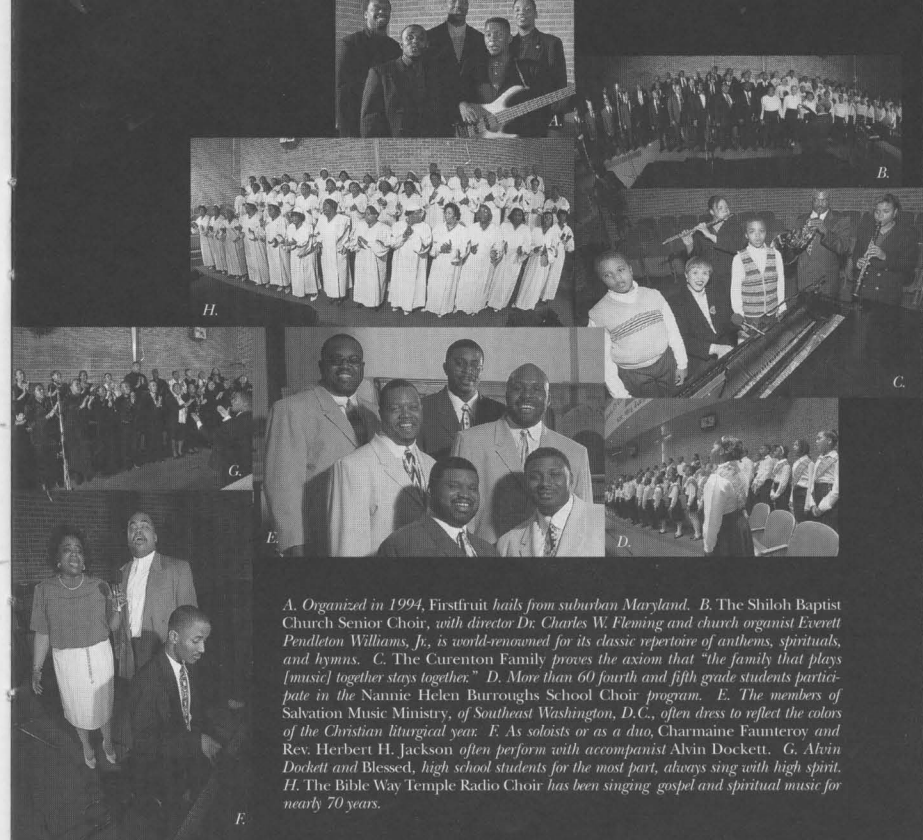 A.
B.
H.
C.
G.
E.
D.
A. Organized in 1994, Firstfruit hails from suburban Maryland. B. The Shiloh Baptist
Church Senior Choir, with director Dr. Charles W. Fleming and church organist Everett
Pendleton Williams, Jr., is world-renowned for its classic repertoire of anthems, spirituals,
and hymns. C. The Curenton Family proves the axiom that "the family that plays
[music] together stays together." D. More than 60 fourth and fifth grade students partici-
pate in the Nannie Helen Burroughs School Choir program. E. The members of
Salvation Music Ministry, of Southeast Washington, D.C., often dress to reflect the colors
of the Christian liturgical year. F. As soloists or as a duo, Charmaine Faunteroy and
Rev. Herbert H. Jackson often perform with accompanist Alvin Dockett. G. Alvin
Dockett and Blessed, high school students for the most part, always sing with high spirit.
H. The Bible Way Temple Radio Choir has been singing gospel and spiritual music for
nearly 70 years.
F.